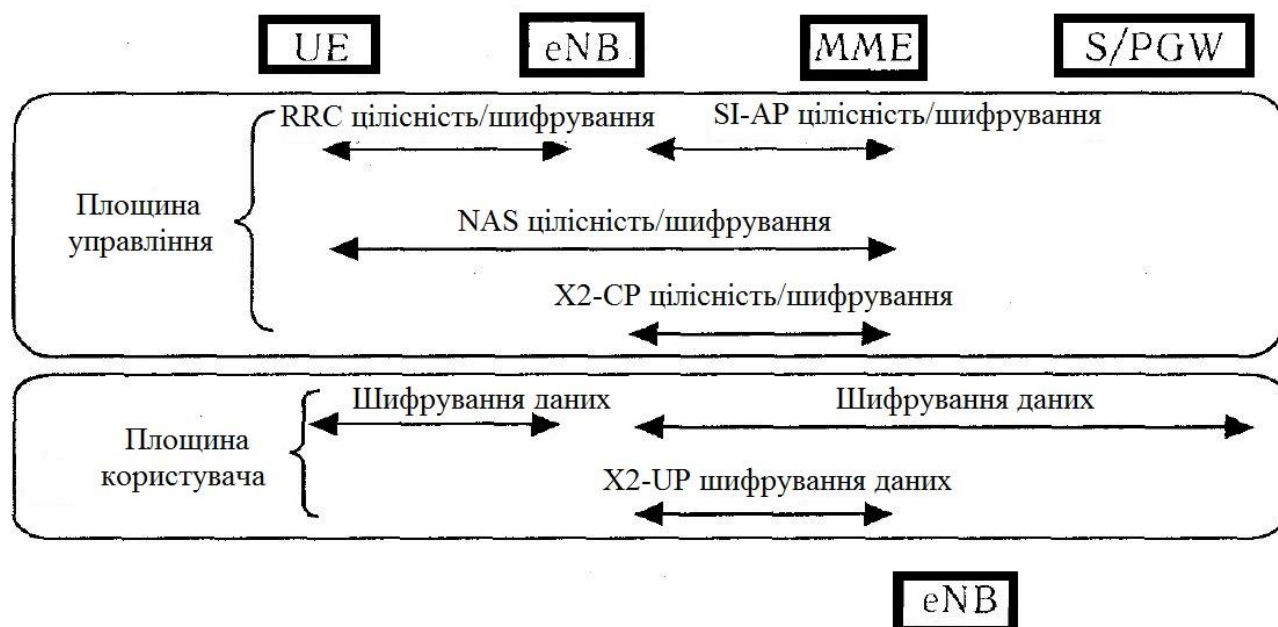 UE
eNB
MME
S/PGW
RRC цілісність/шифрування
SI-AP цілісність/шифрування
Площина
управління
NAS цілісність/шифрування
X2-CP цілісність/шифрування
Шифрування даних
Шифрування даних
Площина
користувача
X2-UP шифрування даних
eNB